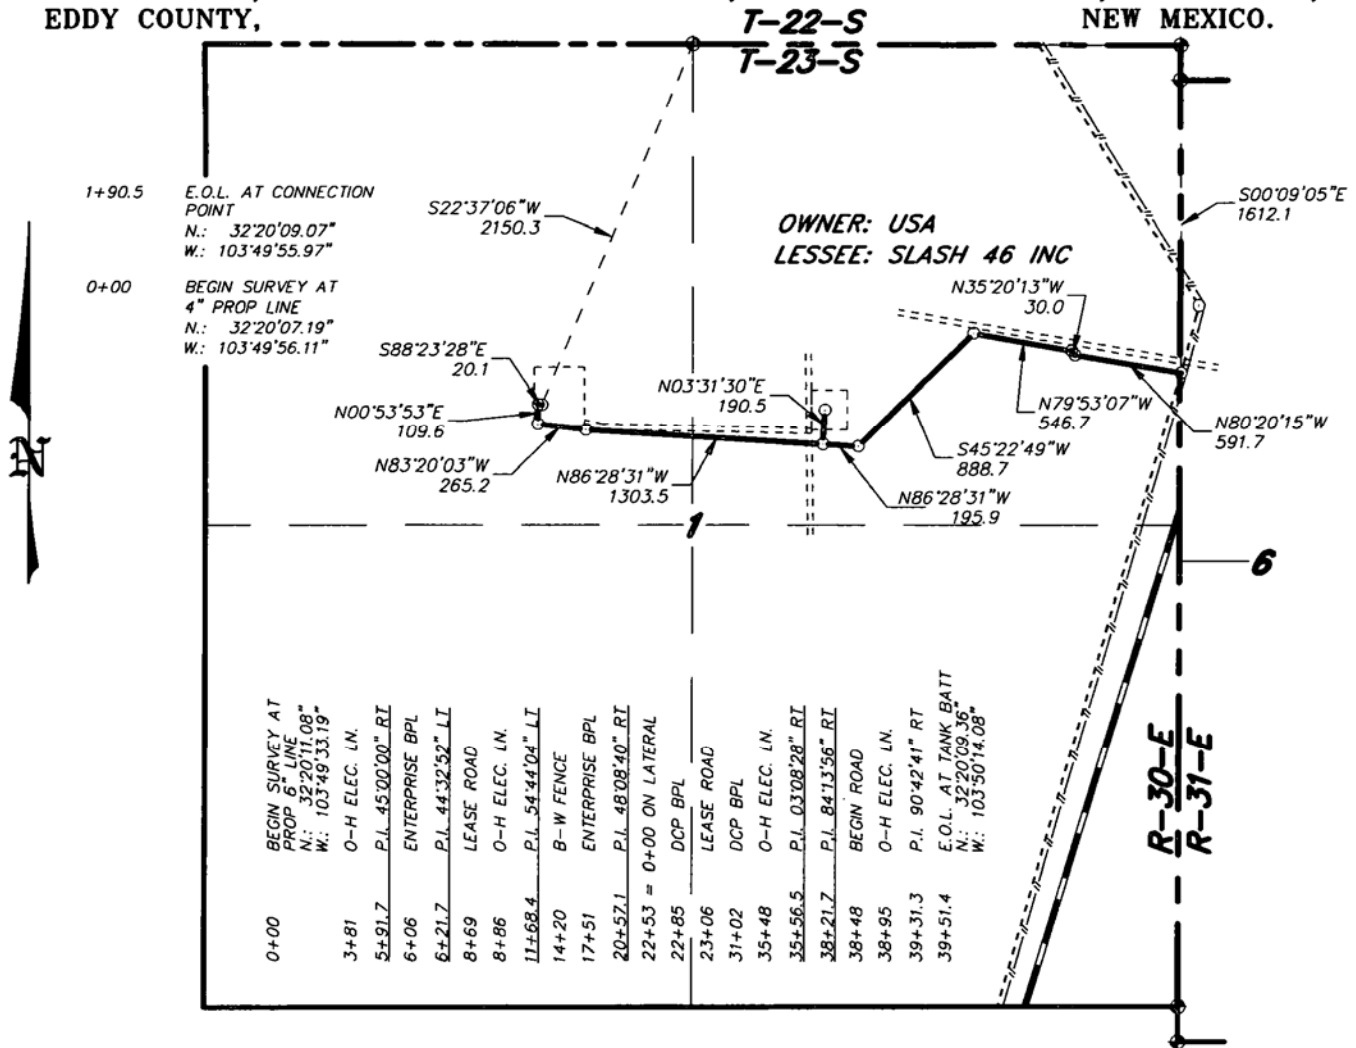 EDDY COUNTY,
NEW MEXICO.
T-22-S
T-23-S
1+90.5 E.O.L. AT CONNECTION
POINT
N.: 32°20'09.07"
W.: 103°49'55.97"
0+00 BEGIN SURVEY AT
4" PROP LINE
N.: 32°20'07.19"
W.: 103°49'56.11"
S22°37'06"W
2150.3
OWNER: USA
LESSEE: SLASH 46 INC
S00°09'05"E
1612.1
N35°20'13"W
30.0
S88°23'28"E
20.1
N03°31'30"E
190.5
N00°53'53"E
109.6
N79°53'07"W
546.7
N80°20'15"W
591.7
N83°20'03"W
265.2
N86°28'31"W
1303.5
S45°22'49"W
888.7
N86°28'31"W
195.9
1
6
0+00 BEGIN SURVEY AT
PROP 6" LINE
N.: 32°20'11.08"
W.: 103°49'33.19"
3+81 O-H ELEC. LN.
5+91.7 P.I. 45°00'00" RT
6+06 ENTERPRISE BPL
6+21.7 P.I. 44°32'52" LT
8+69 LEASE ROAD
8+86 O-H ELEC. LN.
11+68.4 P.I. 54°44'04" LT
14+20 B-W FENCE
17+51 ENTERPRISE BPL
20+57.1 P.I. 48°08'40" RT
22+53 = 0+00 ON LATERAL
22+85 DCP BPL
23+06 LEASE ROAD
31+02 DCP BPL
35+48 O-H ELEC. LN.
35+56.5 P.I. 03°08'28" RT
38+21.7 P.I. 84°13'56" RT
38+48 BEGIN ROAD
38+95 O-H ELEC. LN.
39+31.3 P.I. 90°42'41" RT
39+51.4 E.O.L. AT TANK BATT
N.: 32°20'09.36"
W.: 103°50'14.08"
R-30-E
R-31-E